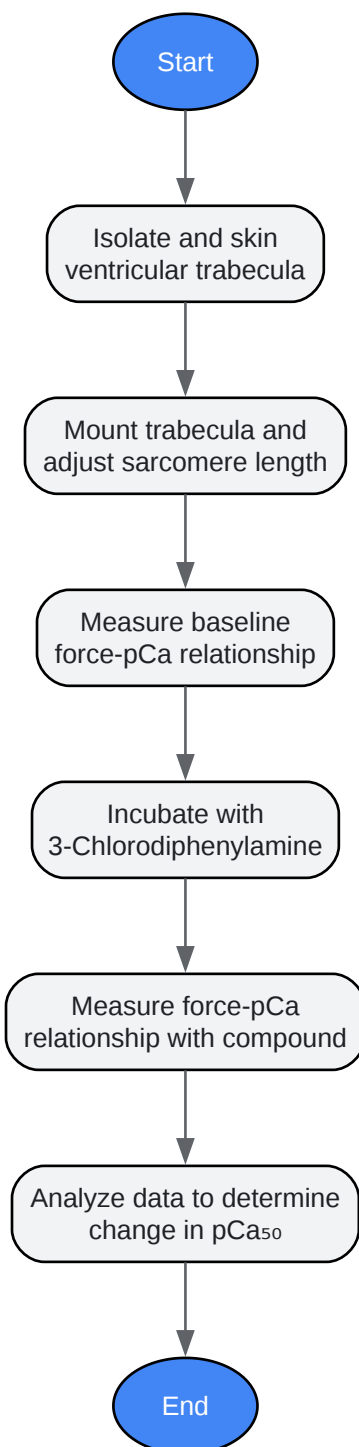 Start
Isolate and skin
ventricular trabecula
Mount trabecula and
adjust sarcomere length
Measure baseline
force-pCa relationship
Incubate with
3-Chlorodiphenylamine
Measure force-pCa
relationship with compound
Analyze data to determine
change in pCa₅₀
End